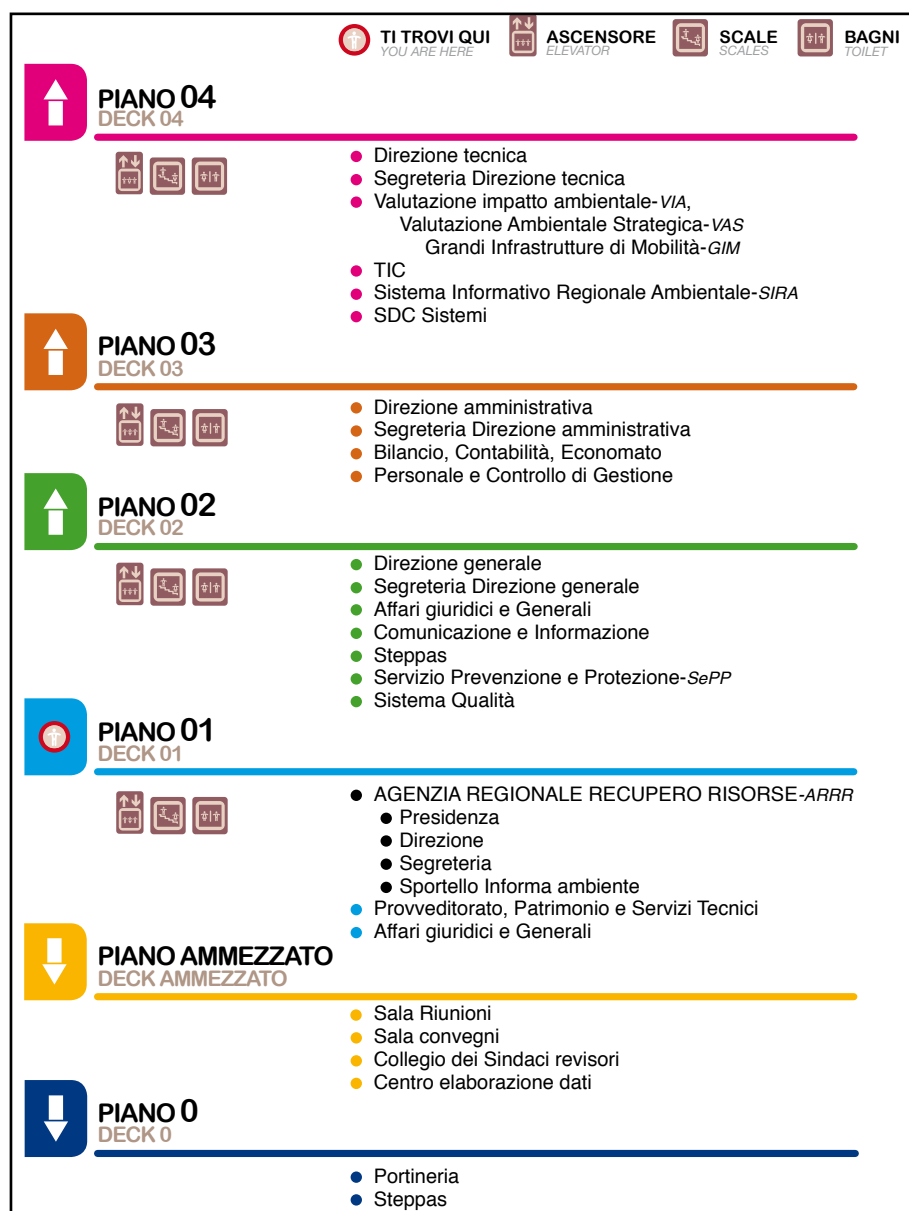 TI TROVI QUI
YOU ARE HERE
ASCENSORE
ELEVATOR
SCALE
SCALES
BAGNI
TOILET
PIANO 04
DECK 04
Direzione tecnica
Segreteria Direzione tecnica
Valutazione impatto ambientale-VIA,
Valutazione Ambientale Strategica-VAS
Grandi Infrastrutture di Mobilità-GIM
TIC
Sistema Informativo Regionale Ambientale-SIRA
SDC Sistemi
PIANO 03
DECK 03
Direzione amministrativa
Segreteria Direzione amministrativa
Bilancio, Contabilità, Economato
Personale e Controllo di Gestione
PIANO 02
DECK 02
Direzione generale
Segreteria Direzione generale
Affari giuridici e Generali
Comunicazione e Informazione
Steppas
Servizio Prevenzione e Protezione-SePP
Sistema Qualità
PIANO 01
DECK 01
AGENZIA REGIONALE RECUPERO RISORSE-ARRR
Presidenza
Direzione
Segreteria
Sportello Informa ambiente
Provveditorato, Patrimonio e Servizi Tecnici
Affari giuridici e Generali
PIANO AMMEZZATO
DECK AMMEZZATO
Sala Riunioni
Sala convegni
Collegio dei Sindaci revisori
Centro elaborazione dati
PIANO 0
DECK 0
Portineria
Steppas